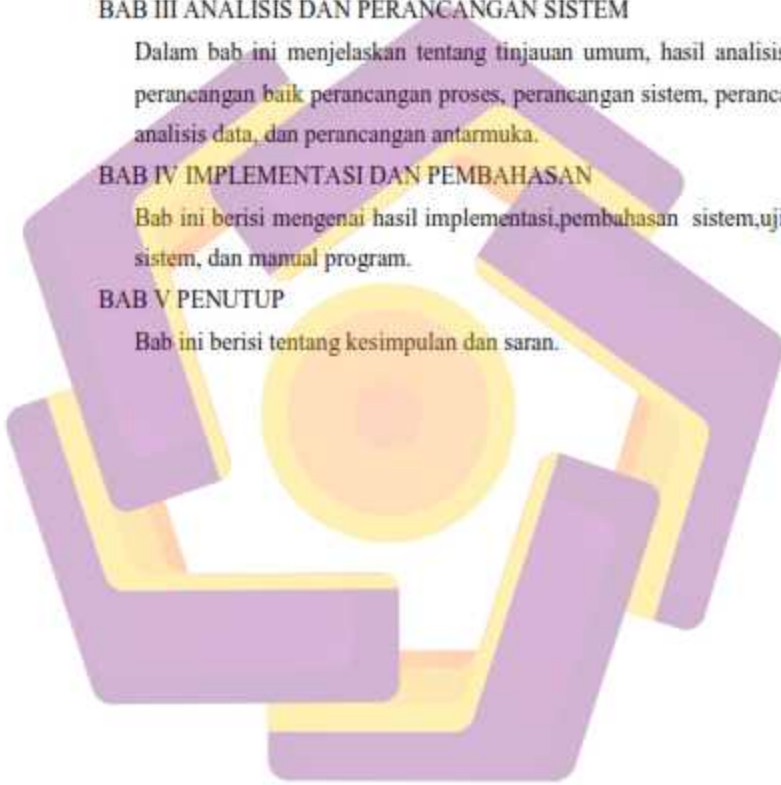 BAB III ANALISIS DAN PERANCANGAN SISTEM
Dalam bab ini menjelaskan tentang tinjauan umum, hasil analisis
perancangan baik perancangan proses, perancangan sistem,
analisis data, dan perancangan antarmuka.
BAB IV IMPLEMENTASI DAN PEMBAHASAN
Bab ini berisi mengenai hasil implementasi,pembahasan sistem,uji
sistem, dan manual program.
BAB V PENUTUP
Bab ini berisi tentang kesimpulan dan saran.